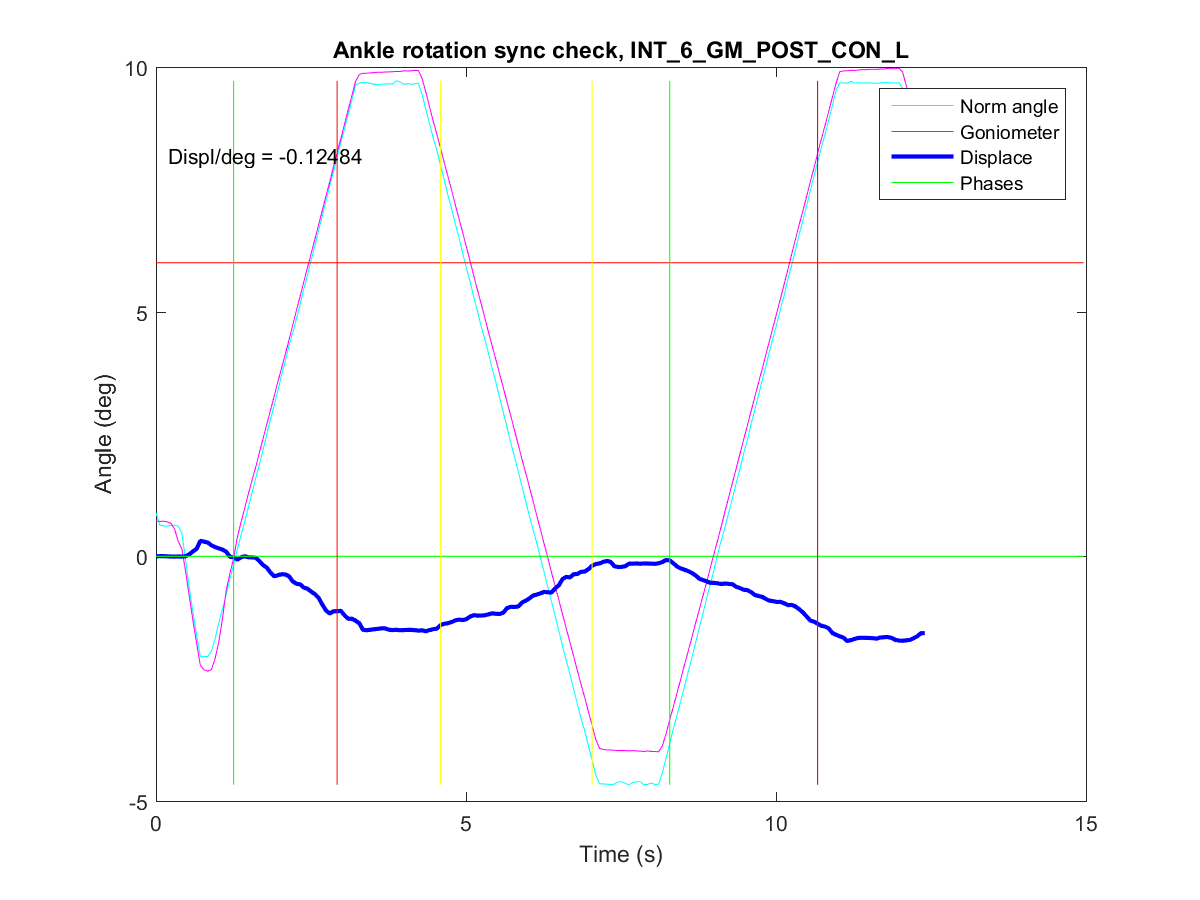 Ankle rotation sync check, INT_6_GM_POST_CON_L
10
5
0
-5
Angle (deg)
Displ/deg = -0.12484
Norm angle
Goniometer
Displace
Phases
0
5
10
15
Time (s)